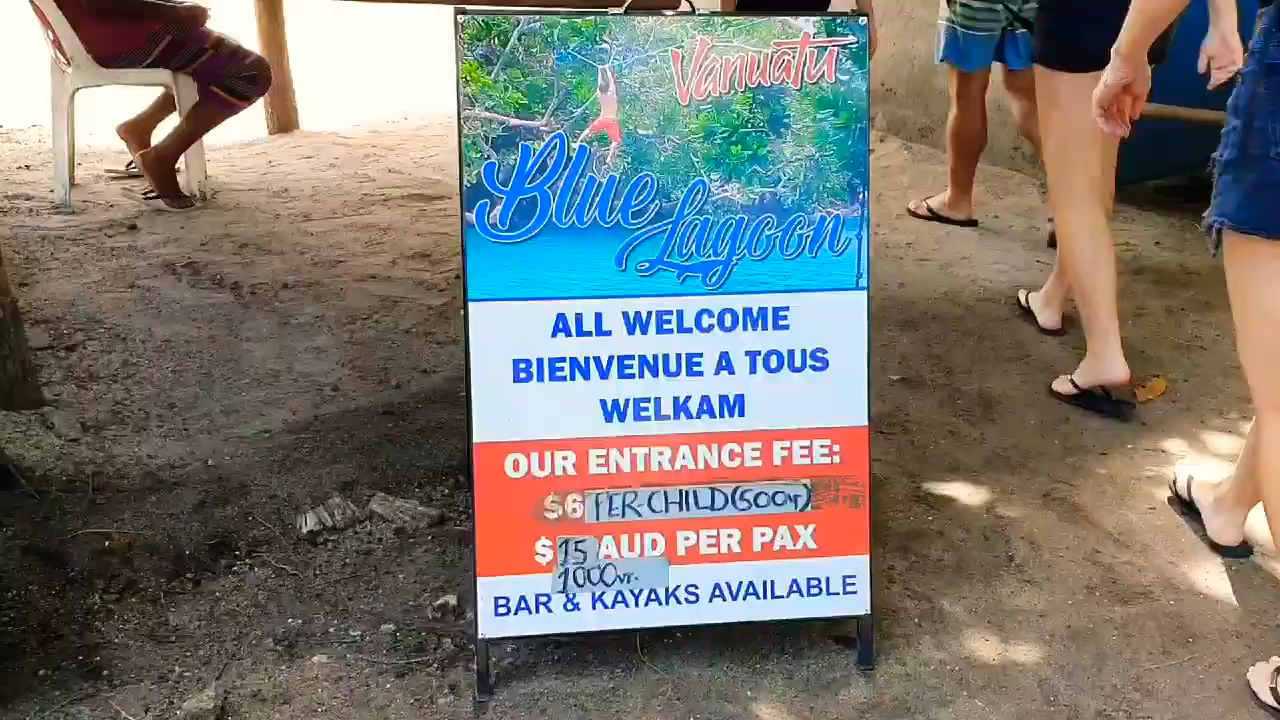 Vanuatu
Blue Lagoon
ALL WELCOME
BIENVENUE A TOUS
WELKAM
OUR ENTRANCE FEE:
$6 PER CHILD (500vt)
$15 AUD PER PAX
1000vt.
BAR & KAYAKS AVAILABLE